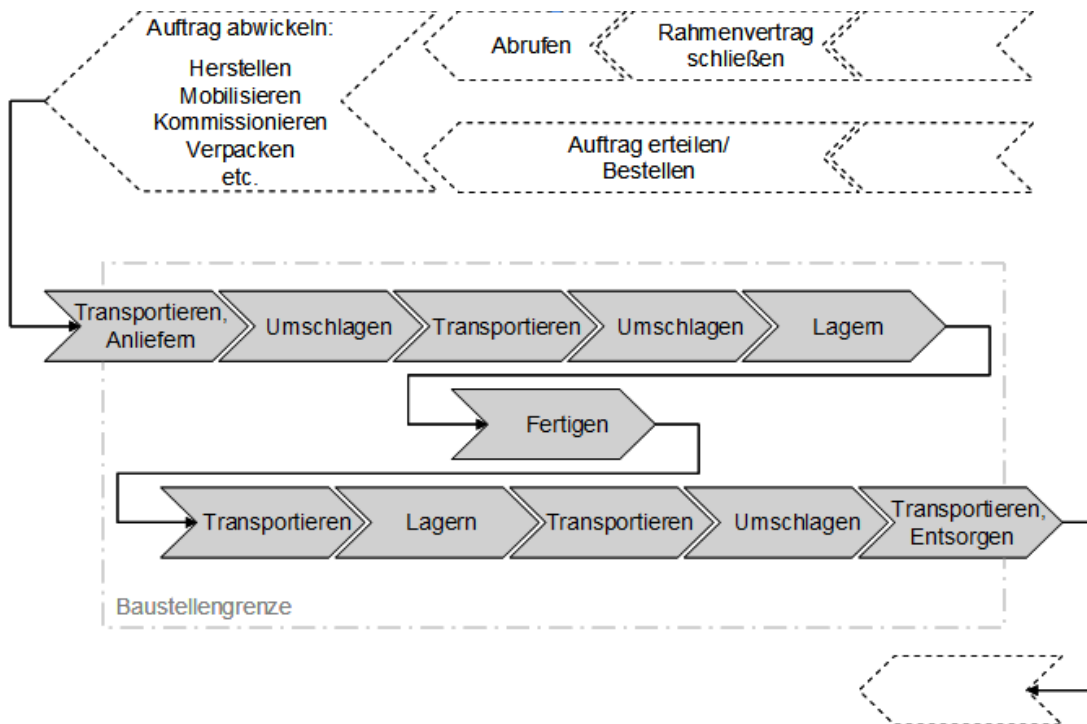 Auftrag abwickeln:
Herstellen
Mobilisieren
Kommissionieren
Verpacken
etc.
Abrufen
Rahmenvertrag
schließen
Auftrag erteilen/
Bestellen
Transportieren,
Anliefern
Umschlagen
Transportieren
Umschlagen
Lagern
Fertigen
Transportieren
Lagern
Transportieren
Umschlagen
Transportieren,
Entsorgen
Baustellengrenze